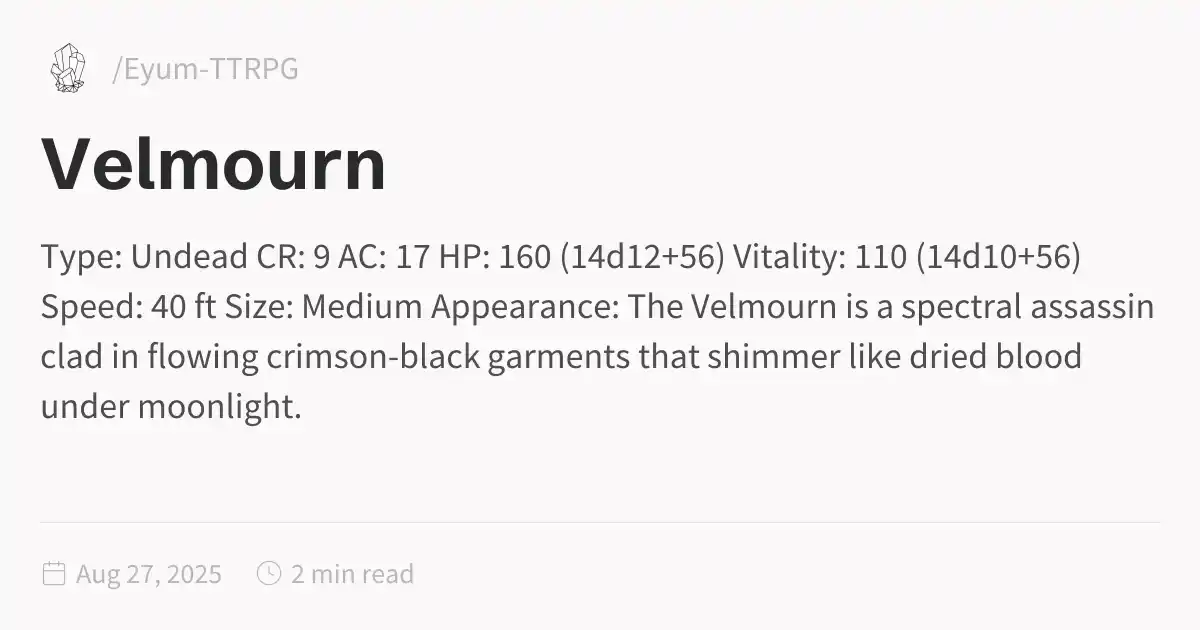 /Eyum-TTRPG
Velmourn
Type: Undead CR: 9 AC: 17 HP: 160 (14d12+56) Vitality: 110 (14d10+56)
Speed: 40 ft Size: Medium Appearance: The Velmourn is a spectral assassin
clad in flowing crimson-black garments that shimmer like dried blood
under moonlight.
Aug 27, 2025 2 min read